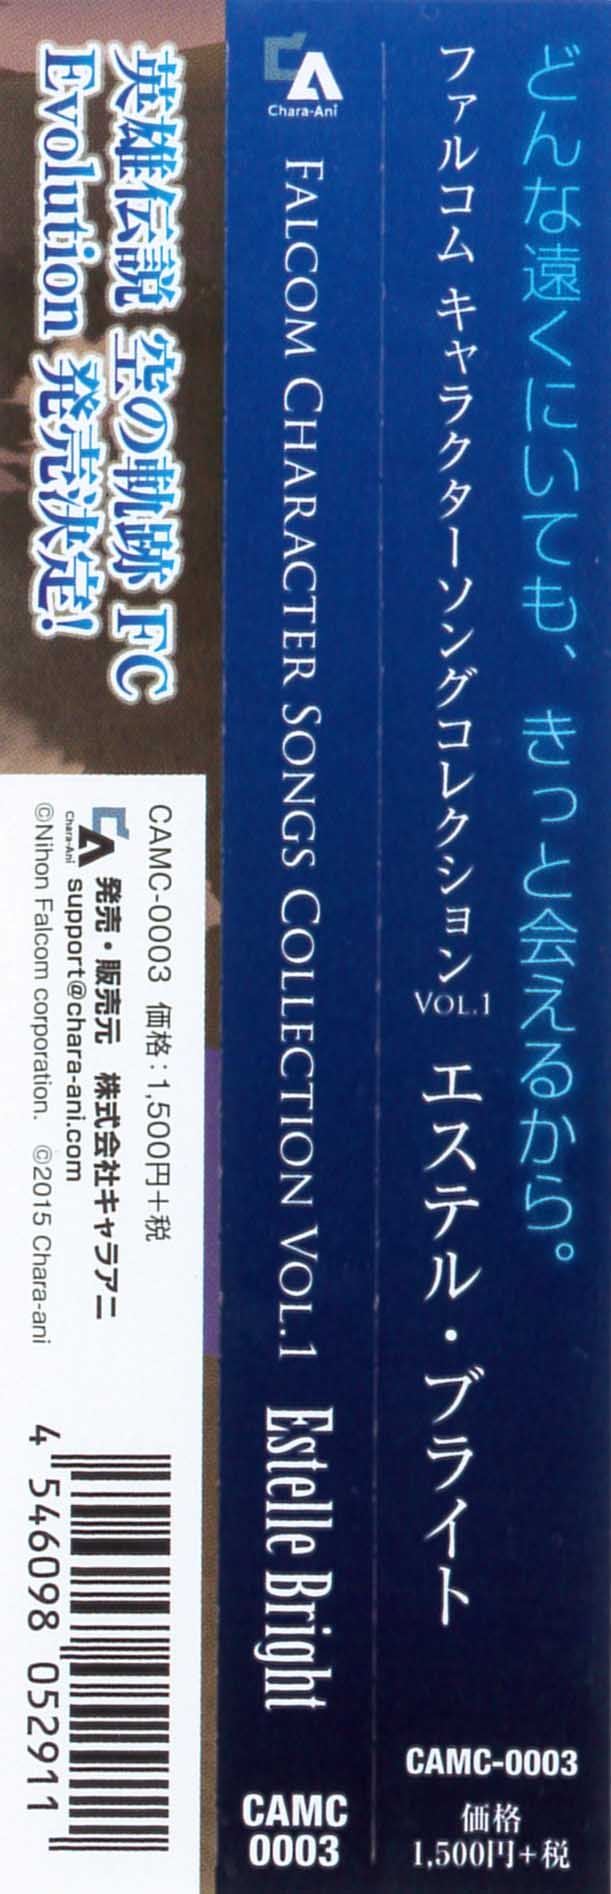 どんな遠くにいても、きっと会えるから。
ファルコム キャラクターソングコレクション VOL.1 エステル・ブライト
CAMC-0003
価格
1,500円+税
Chara-Ani
FALCOM CHARACTER SONGS COLLECTION VOL.1 Estelle Bright
CAMC
0003
英雄伝説 空の軌跡 FC
Evolution 発売決定!
CAMC-0003 価格:1,500円+税
Chara-Ani
発売・販売元 株式会社キャラアニ
support@chara-ani.com
©Nihon Falcom corporation. ©2015 Chara-ani
4 546098 052911